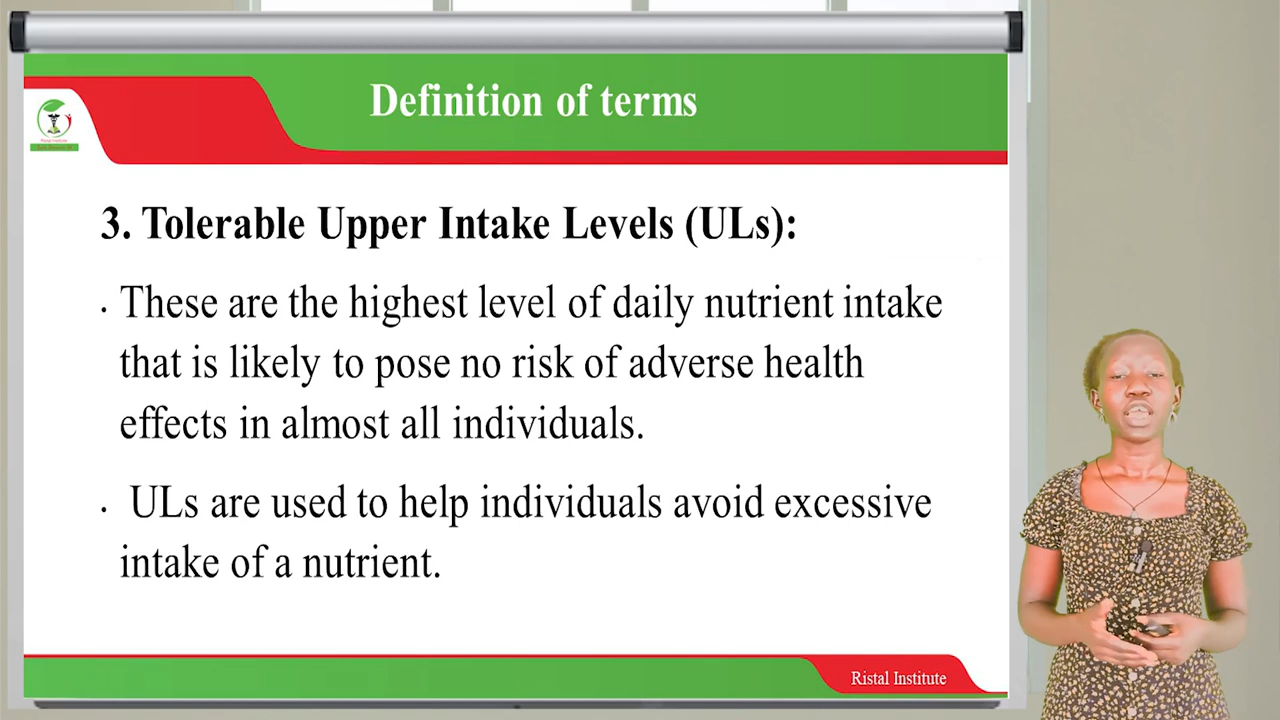 Definition of terms
3. Tolerable Upper Intake Levels (ULs):
· These are the highest level of daily nutrient intake
that is likely to pose no risk of adverse health
effects in almost all individuals.
· ULs are used to help individuals avoid excessive
intake of a nutrient.
Ristal Institute